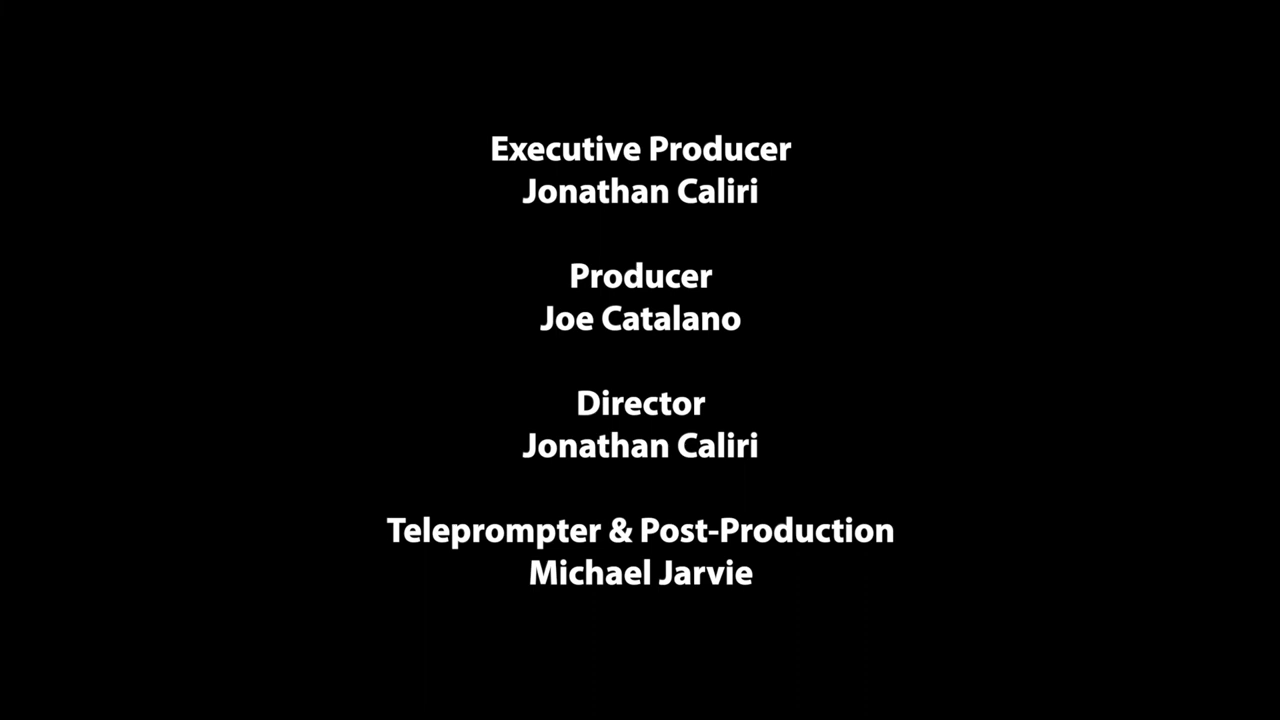 Executive Producer
Jonathan Caliri
Producer
Joe Catalano
Director
Jonathan Caliri
Teleprompter & Post-Production
Michael Jarvie